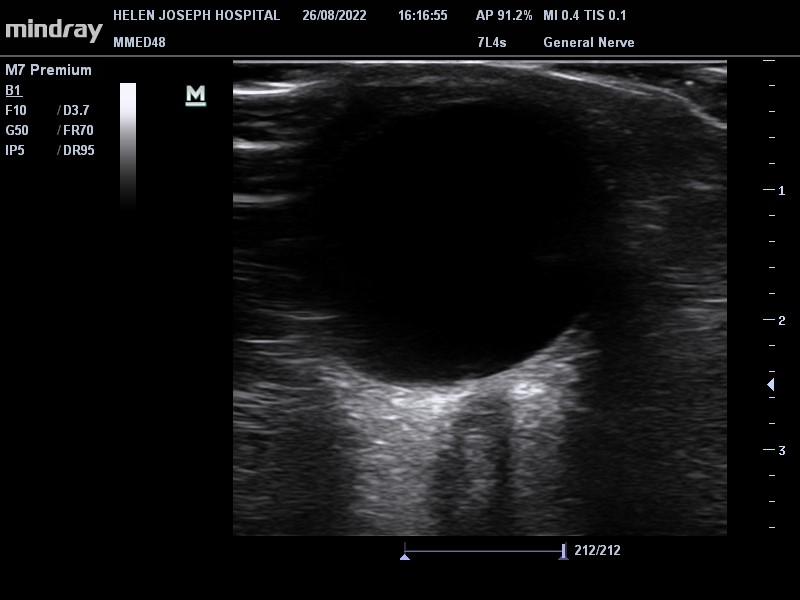 mindray
HELEN JOSEPH HOSPITAL 26/08/2022 16:16:55 AP 91.2% MI 0.4 TIS 0.1
MMED48 7L4s General Nerve
M7 Premium
B1
F10 / D3.7
G50 / FR70
IP5 / DR95
M
1
2
3
212/212